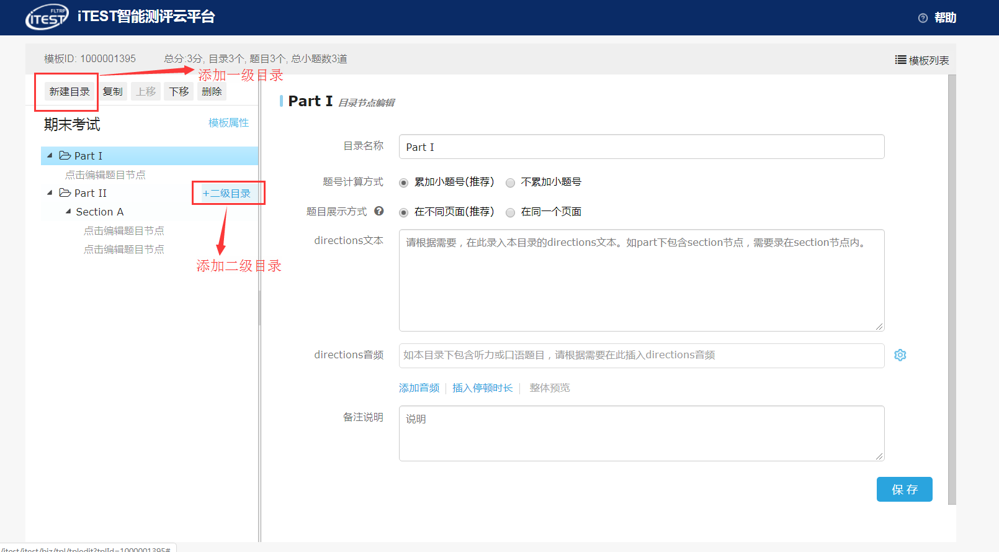 FLTRP
iTEST
iTEST智能测评云平台
帮助
模板ID: 1000001395
总分:3分, 目录3个, 题目3个, 总小题数3道
模板列表
添加一级目录
新建目录
复制
上移
下移
删除
期末考试
模板属性
Part I
点击编辑题目节点
Part II
+二级目录
Section A
点击编辑题目节点
点击编辑题目节点
添加二级目录
Part I 目录节点编辑
目录名称
Part I
题号计算方式
累加小题号(推荐)
不累加小题号
题目展示方式
在不同页面(推荐)
在同一个页面
directions文本
请根据需要，在此录入本目录的directions文本。如part下包含section节点，需要录在section节点内。
directions音频
如本目录下包含听力或口语题目，请根据需要在此插入directions音频
添加音频
插入停顿时长
整体预览
备注说明
说明
保 存
/itest/itest/biz/tpl/tpledit?tplId=1000001395#